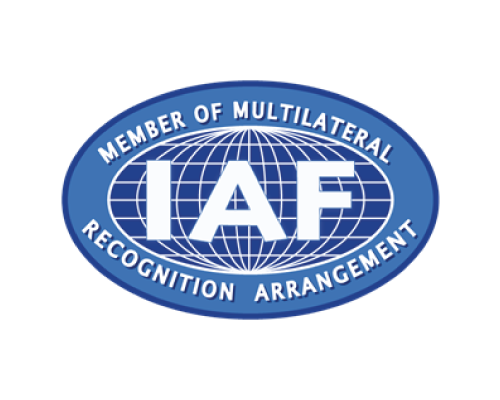 MEMBER OF MULTILATERAL
IAF
RECOGNITION ARRANGEMENT